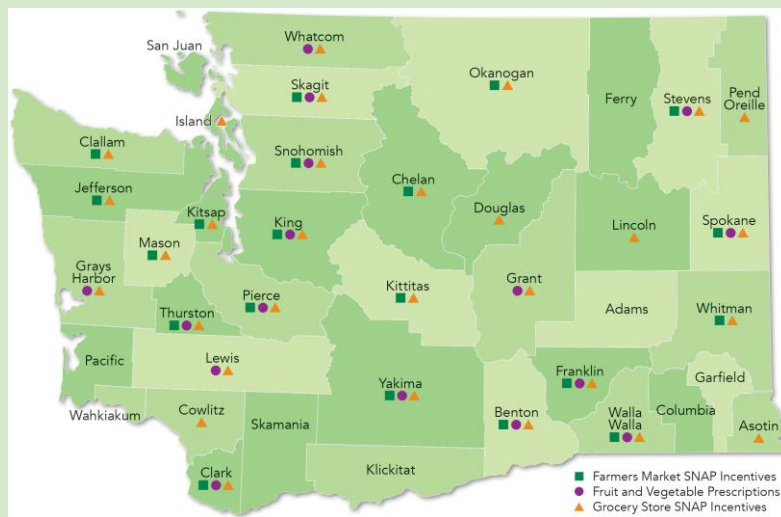 Whatcom
San Juan
Skagit
Okanogan
Ferry
Stevens
Pend
Oreille
Island
Clallam
Snohomish
Chelan
Jefferson
Kitsap
King
Douglas
Lincoln
Spokane
Mason
Grays
Harbor
Pierce
Kittitas
Grant
Adams
Whitman
Thurston
Pacific
Lewis
Yakima
Franklin
Garfield
Wahkiakum
Cowlitz
Skamania
Benton
Walla
Walla
Columbia
Asotin
Clark
Klickitat
Farmers Market SNAP Incentives
Fruit and Vegetable Prescriptions
Grocery Store SNAP Incentives